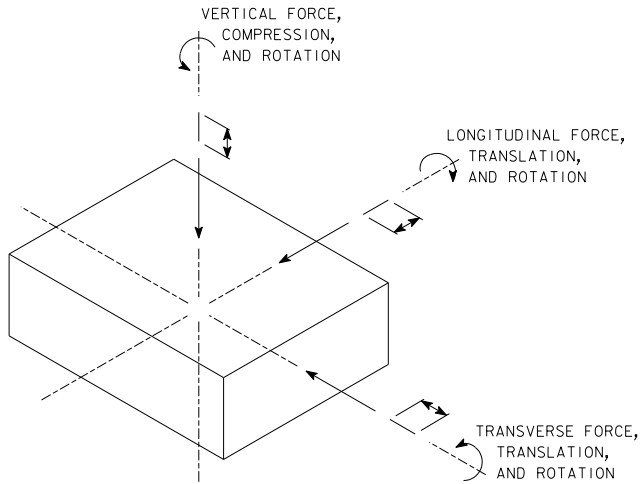 VERTICAL FORCE,
COMPRESSION,
AND ROTATION
LONGITUDINAL FORCE,
TRANSLATION,
AND ROTATION
TRANSVERSE FORCE,
TRANSLATION,
AND ROTATION